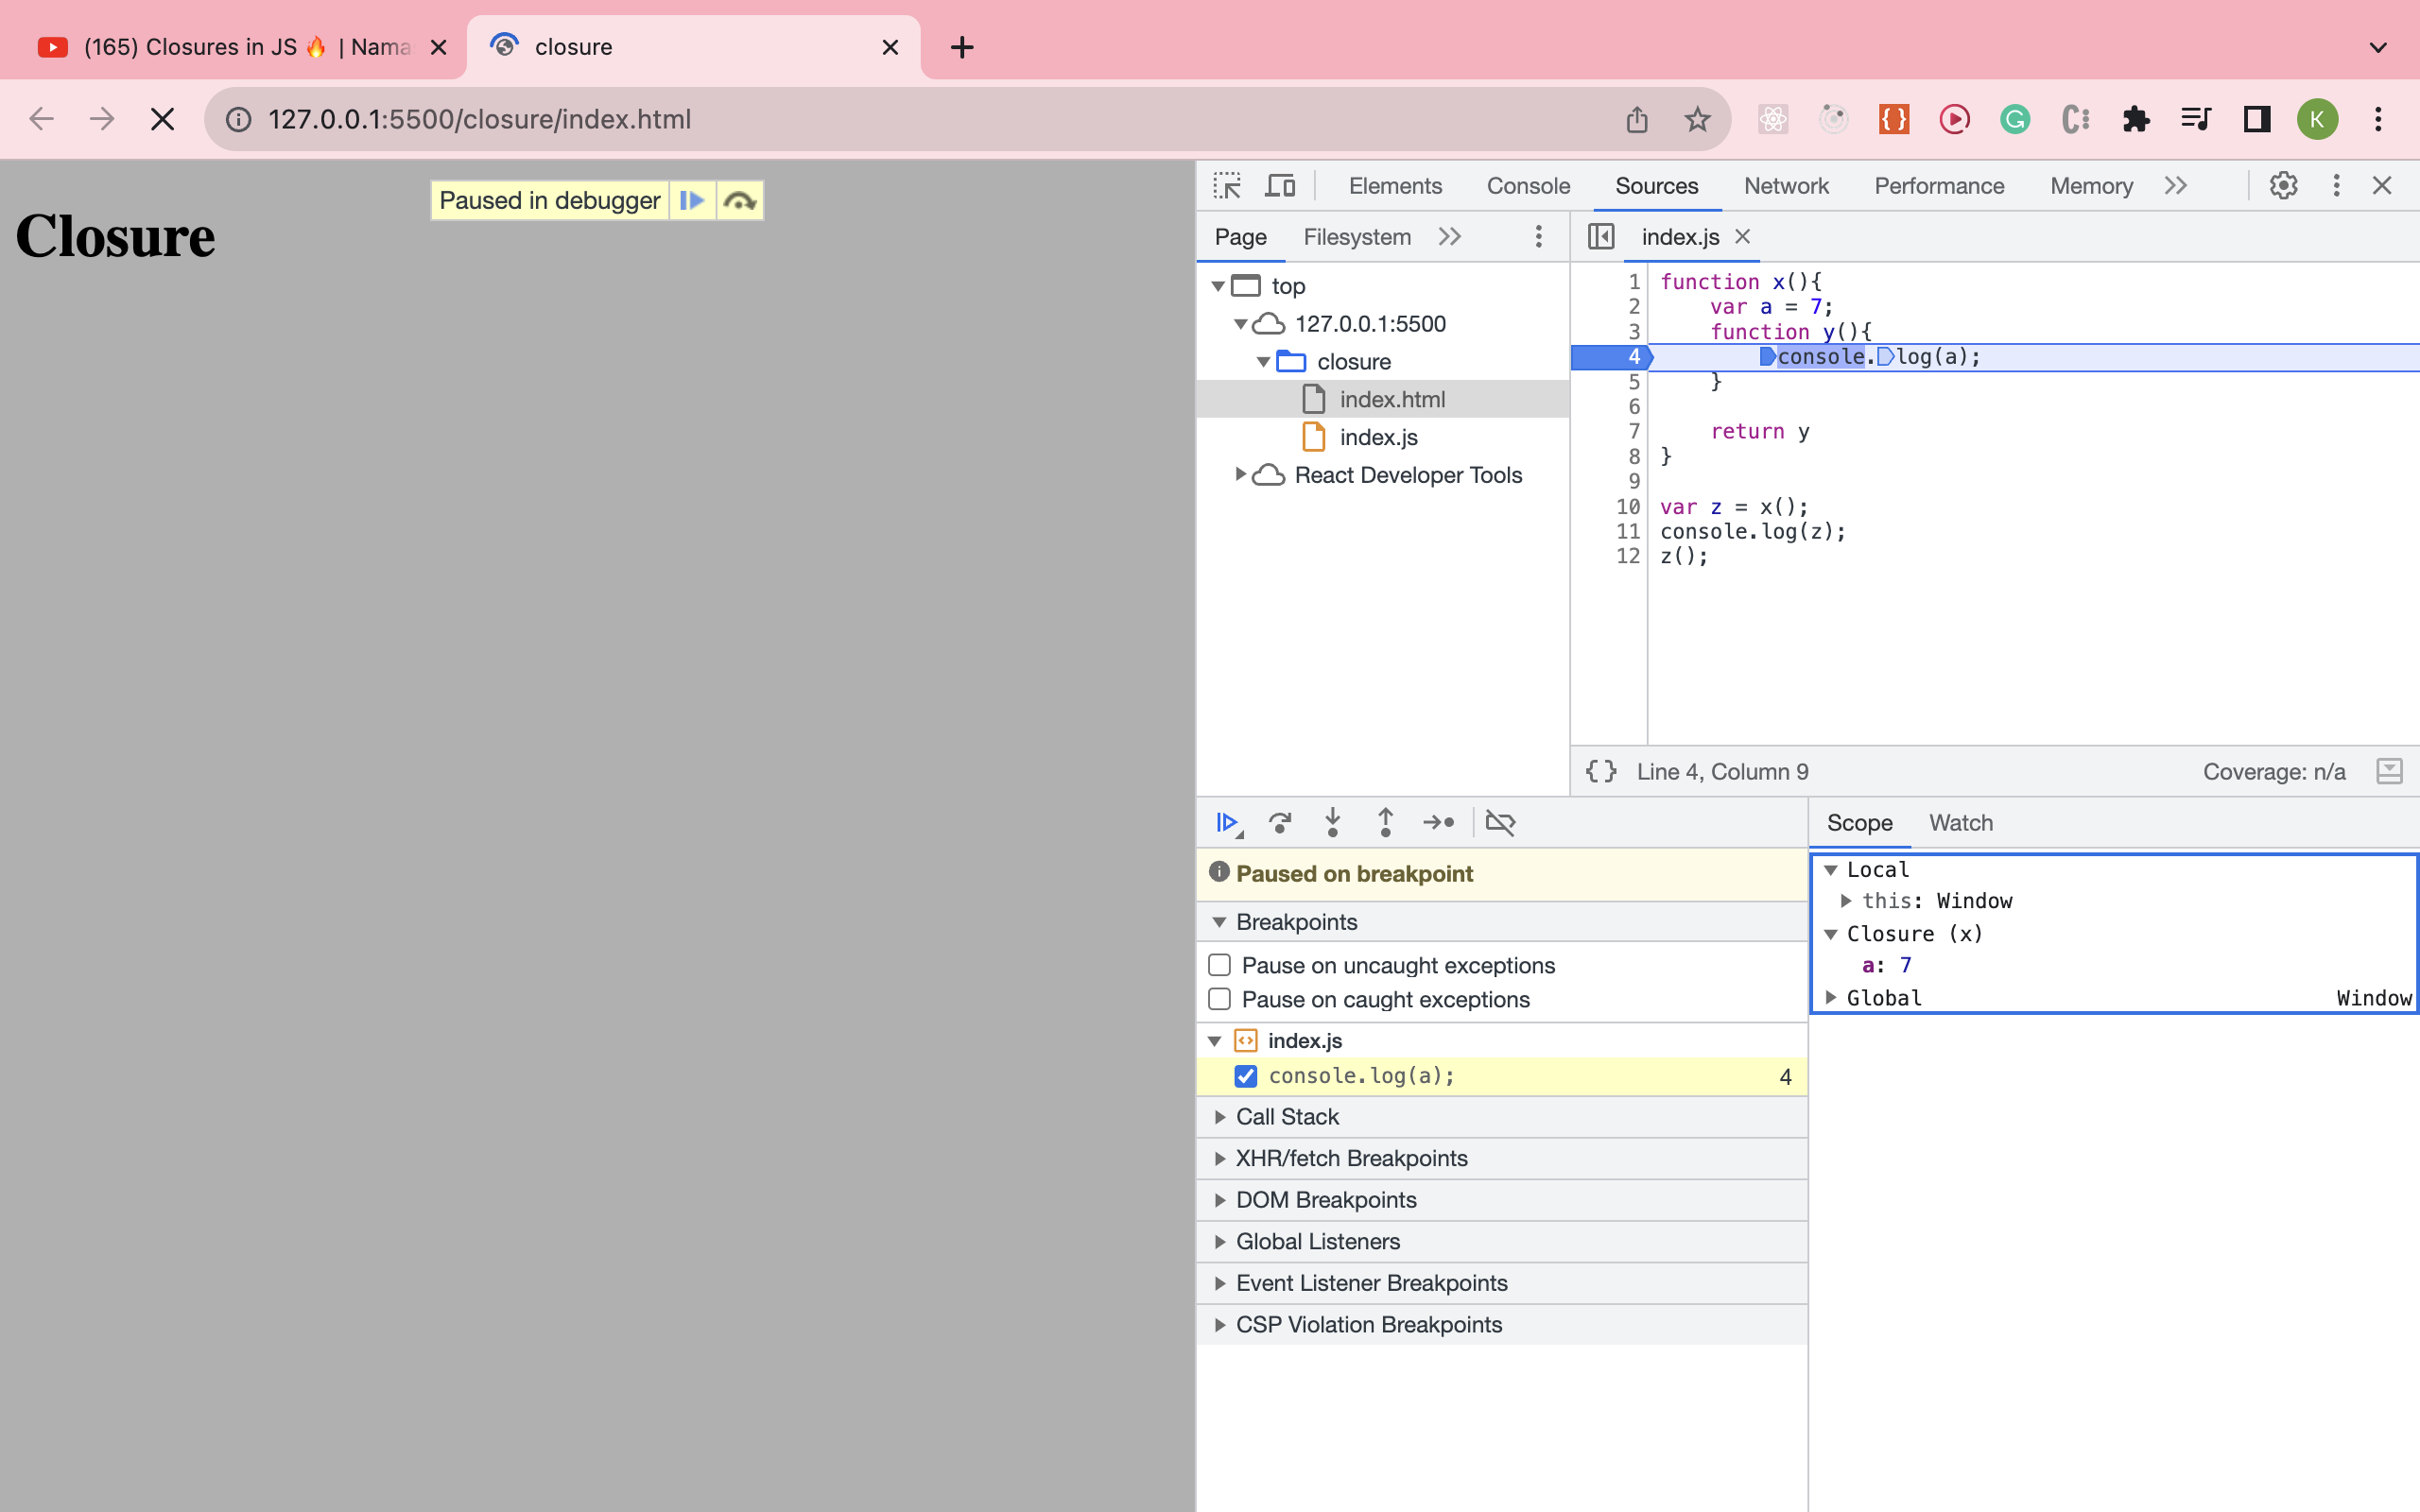 (165) Closures in JS 🔥 | Nama
closure
127.0.0.1:5500/closure/index.html
K
Closure
Paused in debugger
Elements Console Sources Network Performance Memory
Page Filesystem
index.js
top
127.0.0.1:5500
closure
index.html
index.js
React Developer Tools
1 function x(){
2 var a = 7;
3 function y(){
4 console.log(a);
5 }
6
7 return y
8 }
9
10 var z = x();
11 console.log(z);
12 z();
{} Line 4, Column 9 Coverage: n/a
Paused on breakpoint
Breakpoints
Pause on uncaught exceptions
Pause on caught exceptions
index.js
console.log(a); 4
Call Stack
XHR/fetch Breakpoints
DOM Breakpoints
Global Listeners
Event Listener Breakpoints
CSP Violation Breakpoints
Scope Watch
Local
this: Window
Closure (x)
a: 7
Global Window